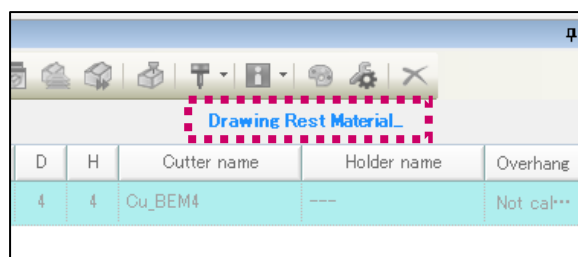 Drawing Rest Material_
D H Cutter name Holder name Overhang
4 4 Cu_BEM4 --- Not cal···